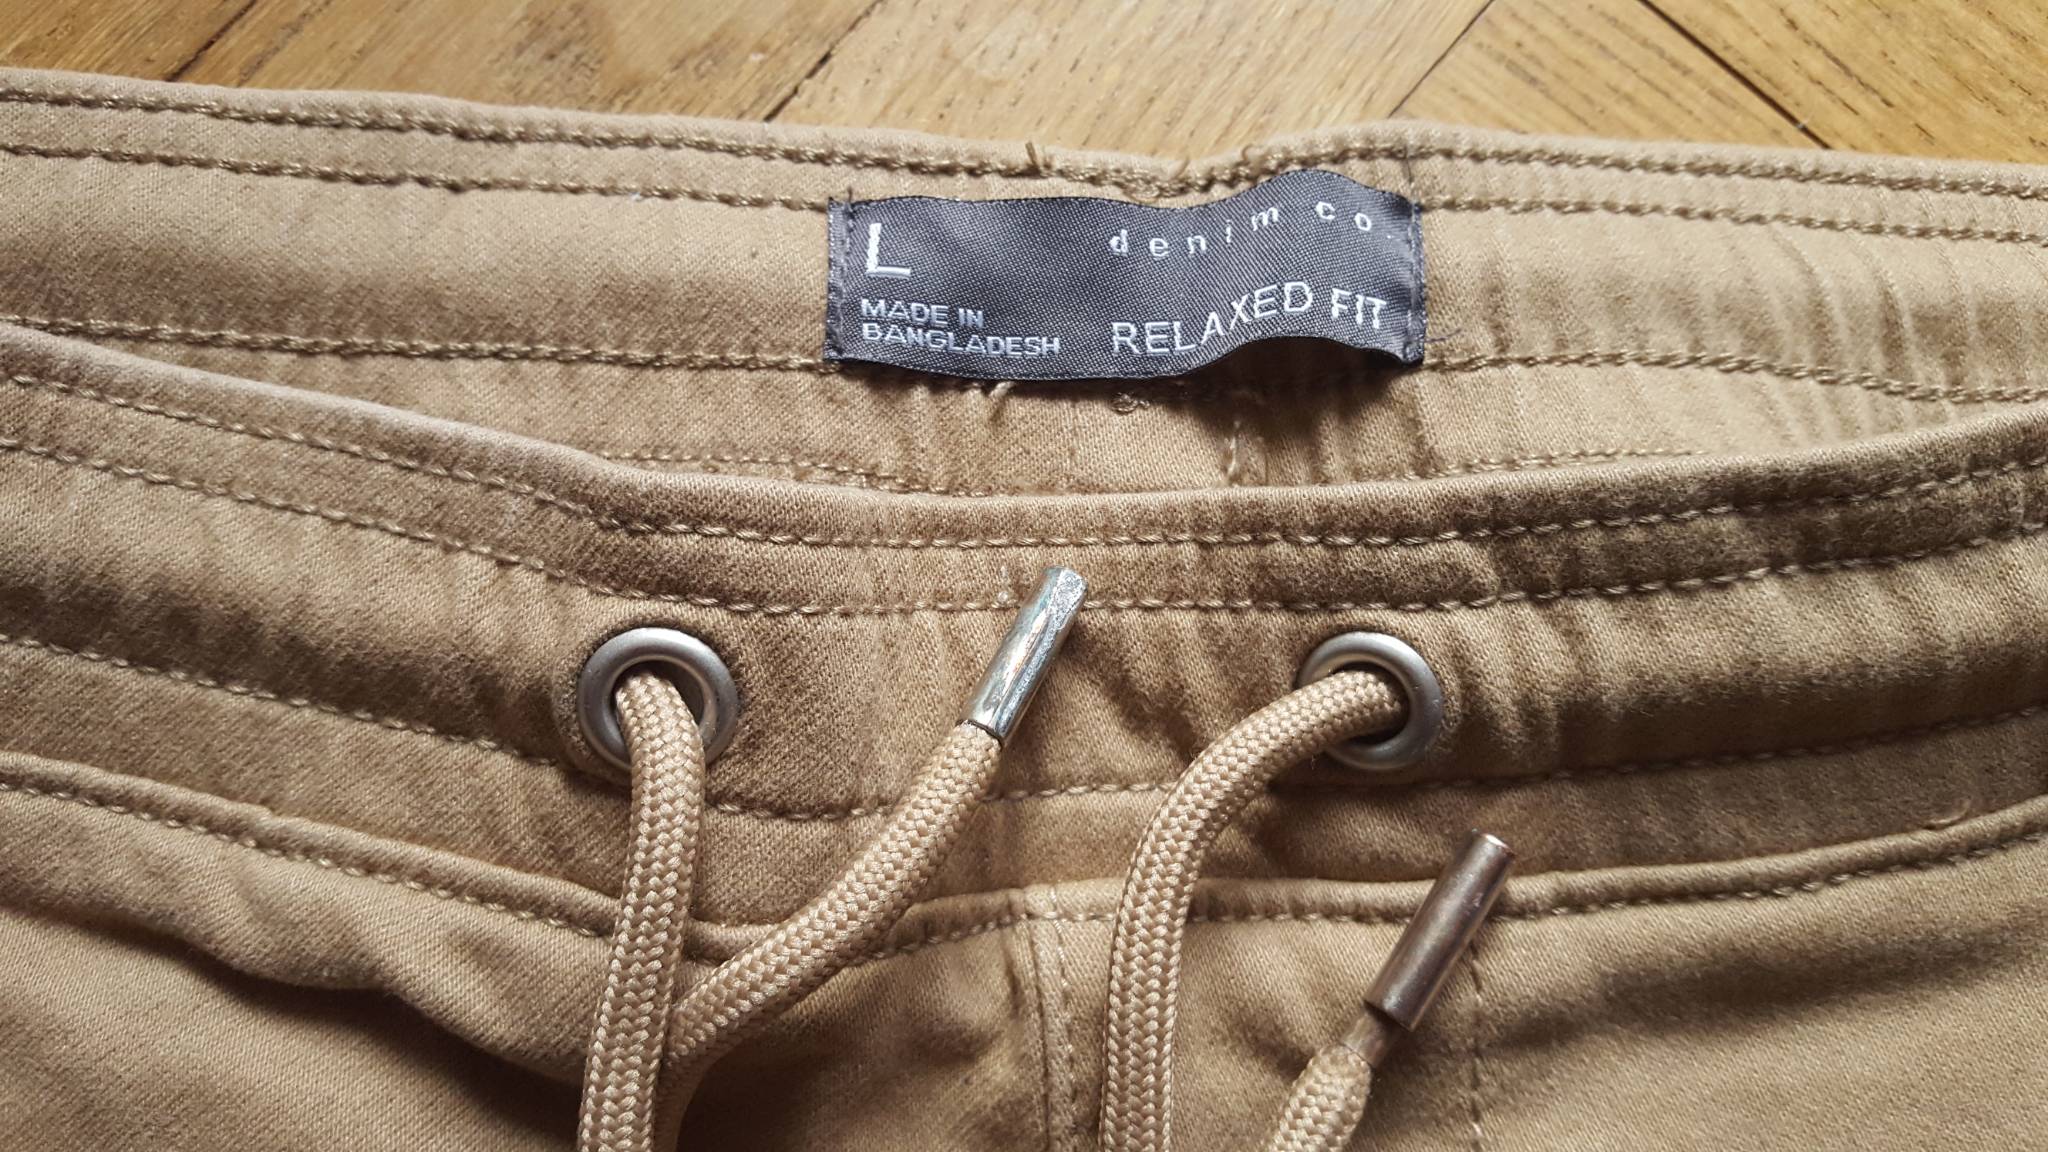 L
denim co.
MADE IN
BANGLADESH
RELAXED FIT